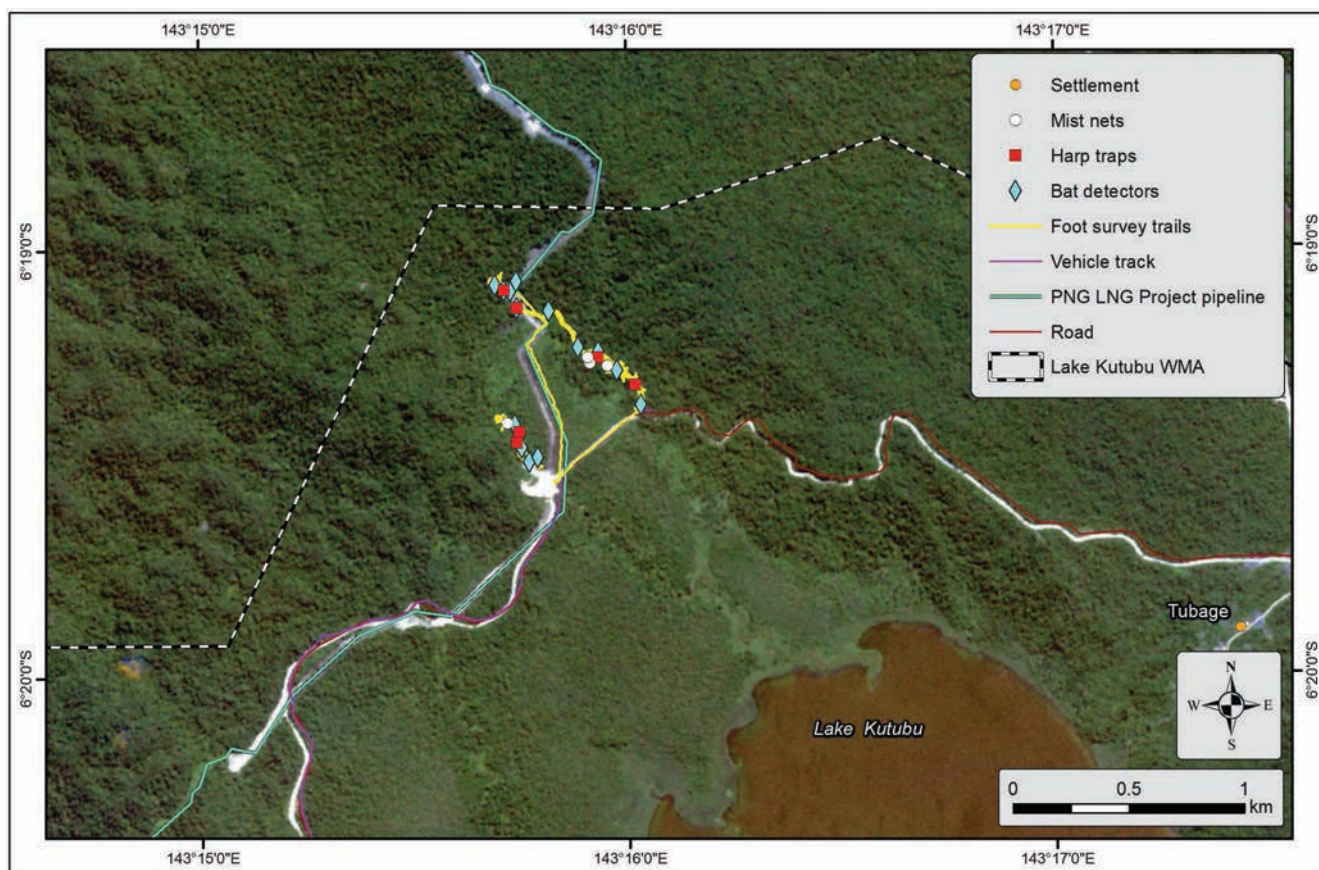 143°15'0"E
143°16'0"E
143°17'0"E
Settlement
Mist nets
Harp traps
Bat detectors
Foot survey trails
Vehicle track
PNG LNG Project pipeline
Road
Lake Kutubu WMA
6°19'0"S
6°19'0"S
Tubage
6°20'0"S
6°20'0"S
N
W
E
S
Lake Kutubu
0
0.5
1
km
143°15'0"E
143°16'0"E
143°17'0"E